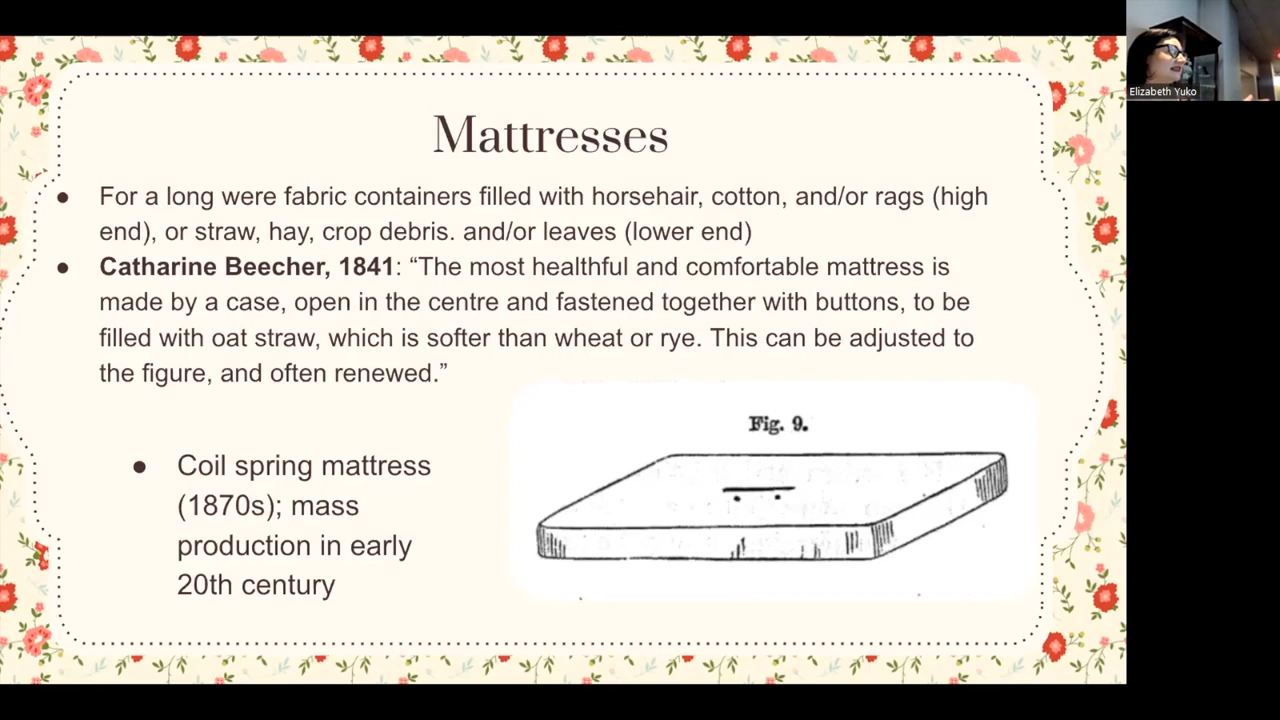 Mattresses
● For a long were fabric containers filled with horsehair, cotton, and/or rags (high
end), or straw, hay, crop debris. and/or leaves (lower end)
● Catharine Beecher, 1841: “The most healthful and comfortable mattress is
made by a case, open in the centre and fastened together with buttons, to be
filled with oat straw, which is softer than wheat or rye. This can be adjusted to
the figure, and often renewed.”
Fig. 9.
● Coil spring mattress
(1870s); mass
production in early
20th century
Elizabeth Yuko